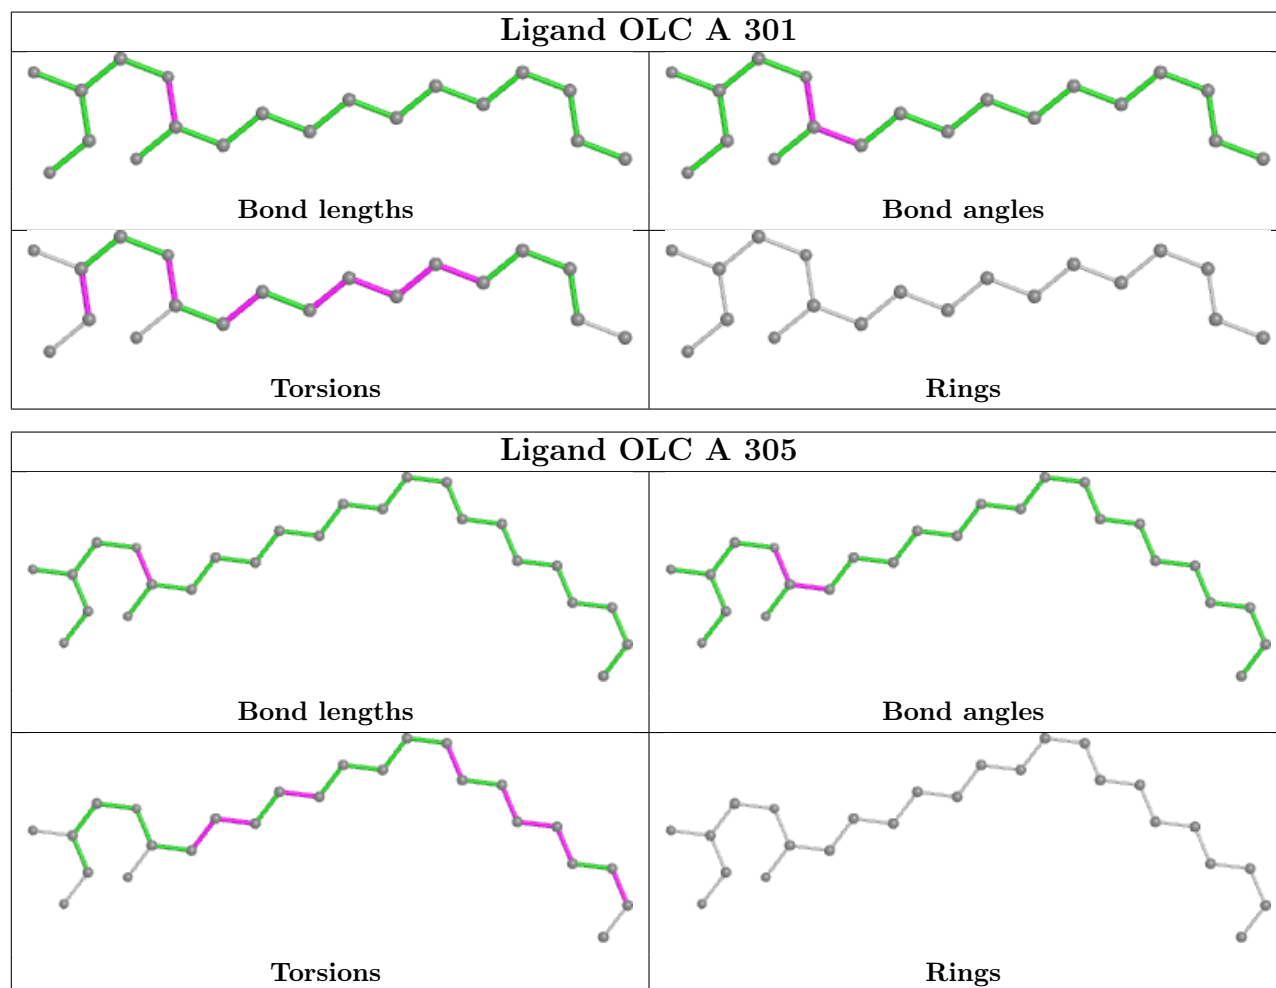 Ligand OLC A 301
Bond lengths
Bond angles
Torsions
Rings
Ligand OLC A 305
Bond lengths
Bond angles
Torsions
Rings